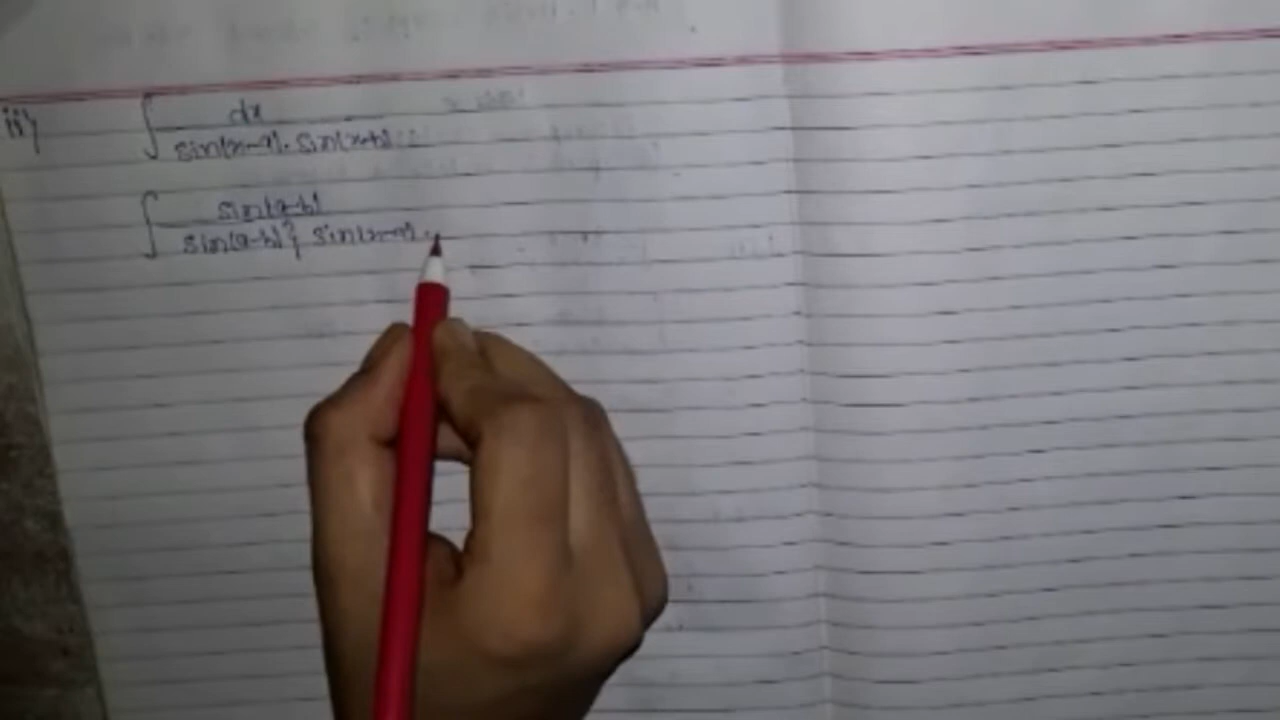 iii) ∫ dx / sin(x-a). sin(x-b)
∫ sin(a-b) / sin(a-b) { sin(x-a).